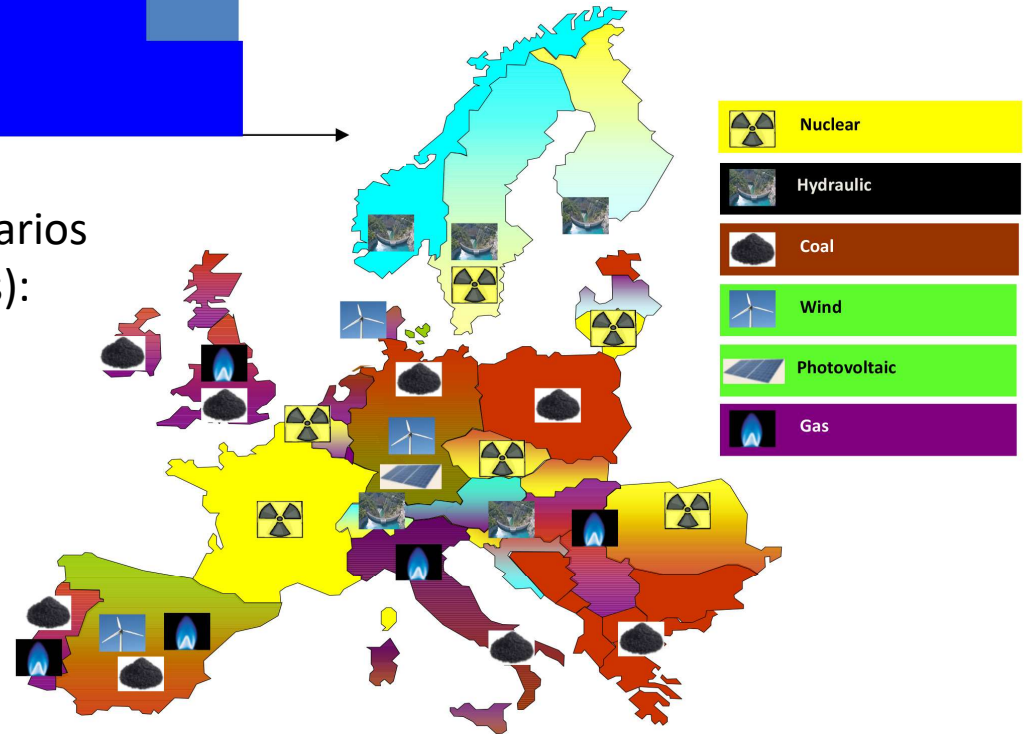 arios
s):
Nuclear
Hydraulic
Coal
Wind
Photovoltaic
Gas